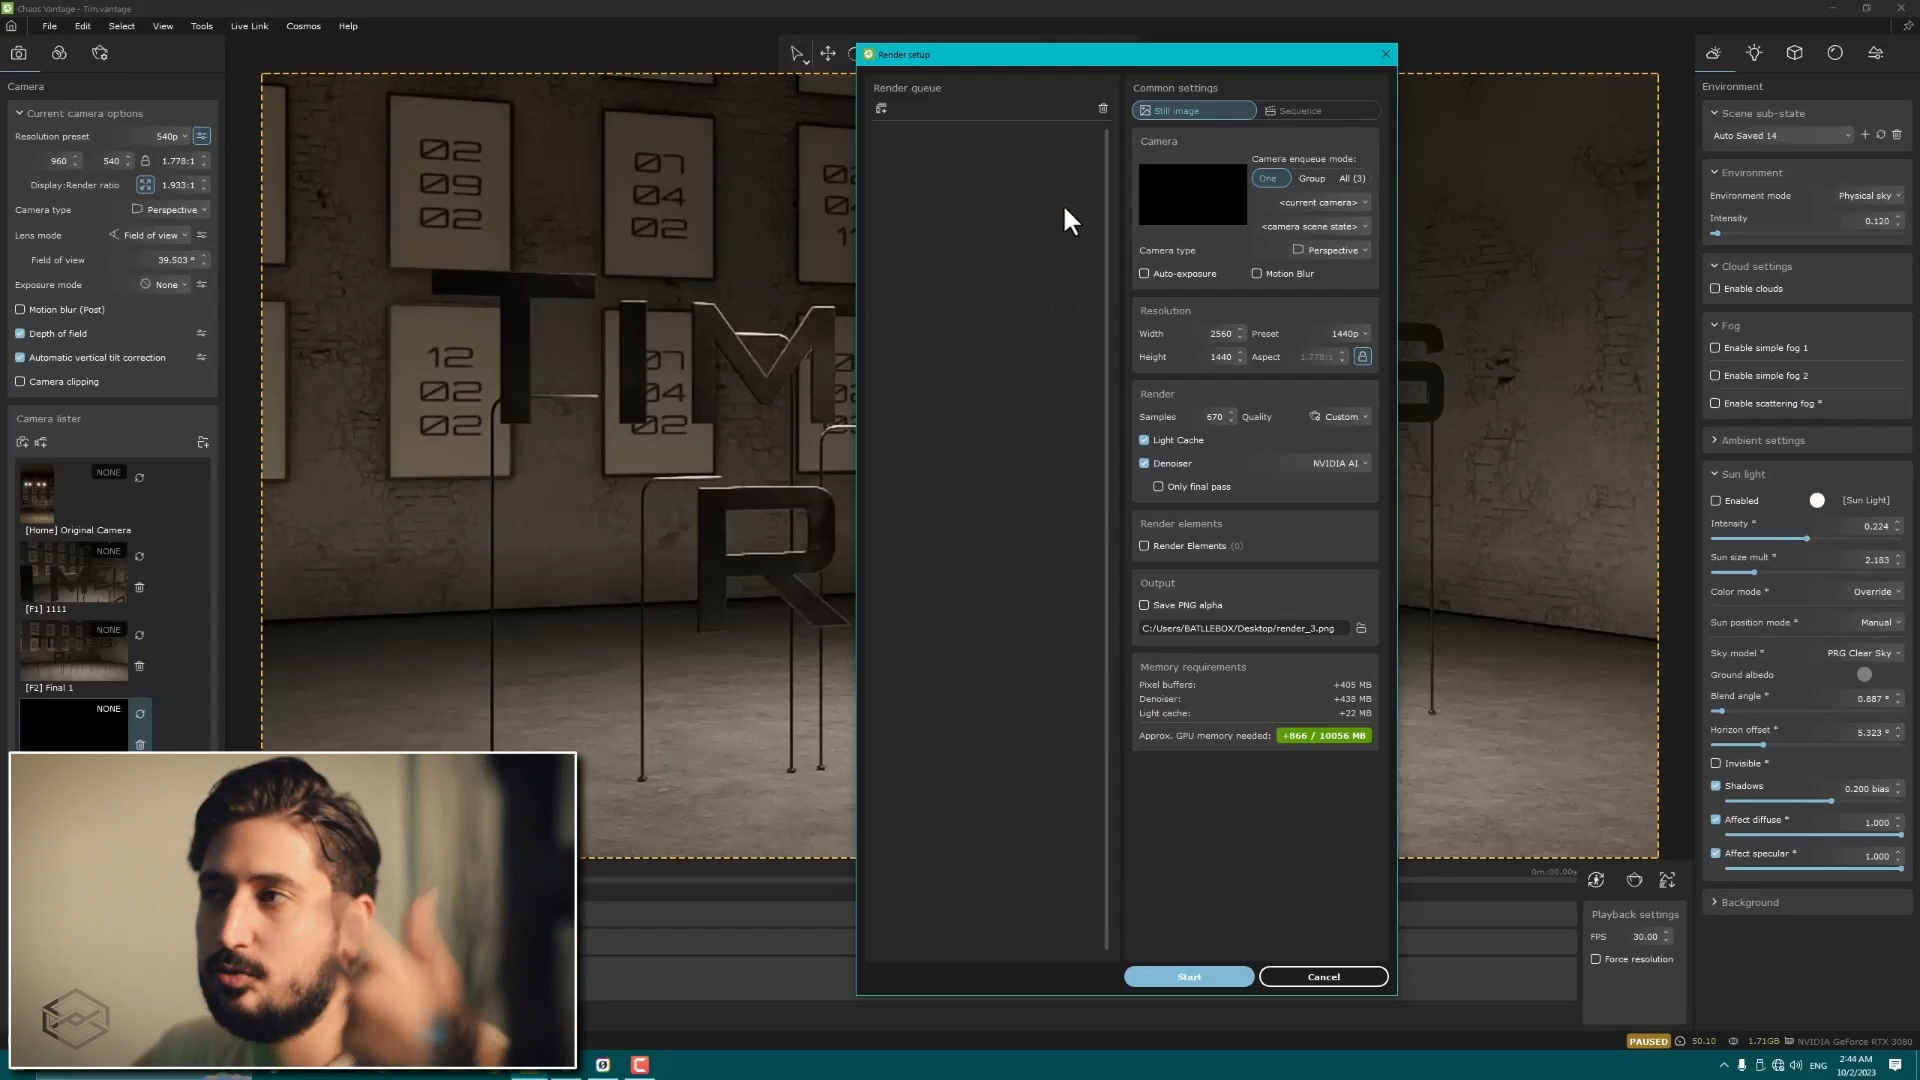 Chaos Vantage - Tim.vantage
File Edit Select View Tools Live Link Cosmos Help
Camera
Current camera options
Resolution preset 540p
960 540 1.778:1
Display:Render ratio 1.933:1
Camera type Perspective
Lens mode Field of view
Field of view 39.503 °
Exposure mode None
Motion blur (Post)
Depth of field
Automatic vertical tilt correction
Camera clipping
Camera lister
NONE
[Home] Original Camera
NONE
[F1] 1111
NONE
[F2] Final 1
NONE
02
09
02
07
04
02
12
02
02
07
04
02
TIM
R
Render setup
Render queue
Common settings
Still image Sequence
Camera
Camera enqueue mode:
One Group All (3)
<current camera>
<camera scene state>
Camera type Perspective
Auto-exposure Motion Blur
Resolution
Width 2560 Preset 1440p
Height 1440 Aspect 1.778:1
Render
Samples 670 Quality Custom
Light Cache
Denoiser NVIDIA AI
Only final pass
Render elements
Render Elements (0)
Output
Save PNG alpha
C:/Users/BATLLEBOX/Desktop/render_3.png
Memory requirements
Pixel buffers: +405 MB
Denoiser: +438 MB
Light cache: +22 MB
Approx. GPU memory needed: +866 / 10056 MB
Start Cancel
Environment
Scene sub-state
Auto Saved 14
Environment
Environment mode Physical sky
Intensity 0.120
Cloud settings
Enable clouds
Fog
Enable simple fog 1
Enable simple fog 2
Enable scattering fog *
Ambient settings
Sun light
Enabled [Sun Light]
Intensity * 0.224
Sun size mult * 2.183
Color mode * Override
Sun position mode * Manual
Sky model * PRG Clear Sky
Ground albedo
Blend angle * 0.887 °
Horizon offset * 5.323 °
Invisible *
Shadows 0.200 bias
Affect diffuse * 1.000
Affect specular * 1.000
Background
0m:00.00s
Playback settings
FPS 30.00
Force resolution
PAUSED 50.10 1.71GB NVIDIA GeForce RTX 3080
ENG
2:44 AM
10/2/2023